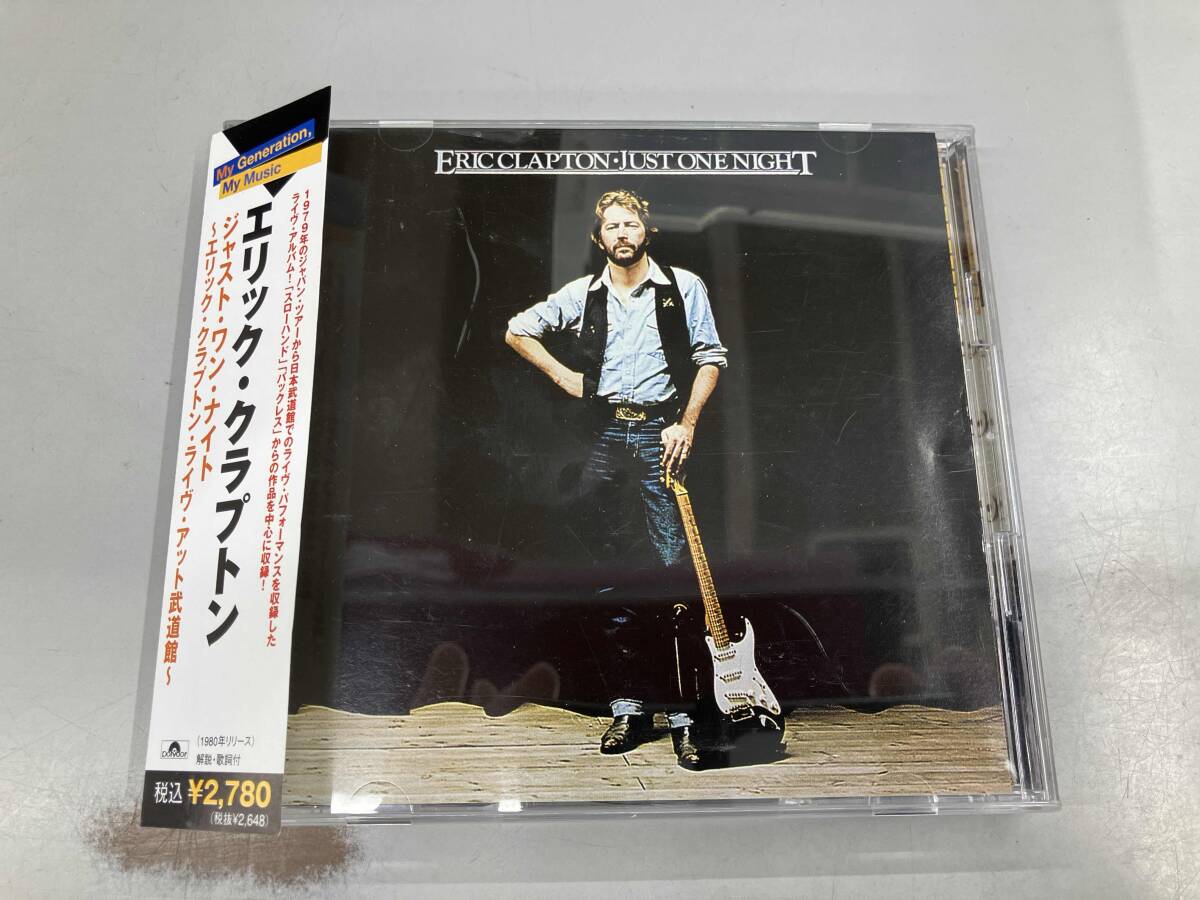 My Generation,
My Music
1979年のジャパン・ツアーから日本武道館でのライヴ・パフォーマンスを収録した
ライヴ・アルバム!「スローハンド」「バックレス」からの作品を中心に収録!
エリック・クラプトン
ジャスト・ワン・ナイト
〜エリック・クラプトン・ライヴ・アット武道館〜
polydor
(1980年リリース)
解説・歌詞付
税込 ¥2,780
(税抜¥2,648)
ERIC CLAPTON・JUST ONE NIGHT